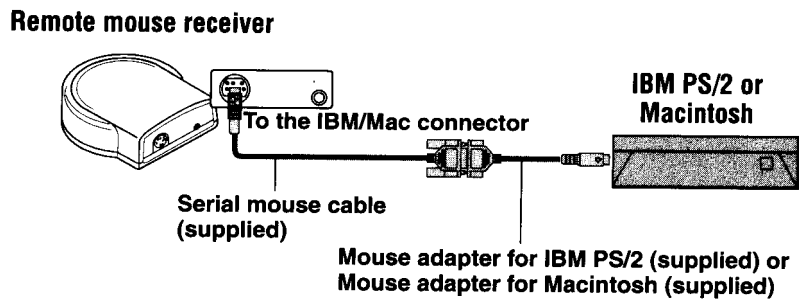 Remote mouse receiver
IBM PS/2 or
Macintosh
To the IBM/Mac connector
Serial mouse cable
(supplied)
Mouse adapter for IBM PS/2 (supplied) or
Mouse adapter for Macintosh (supplied)